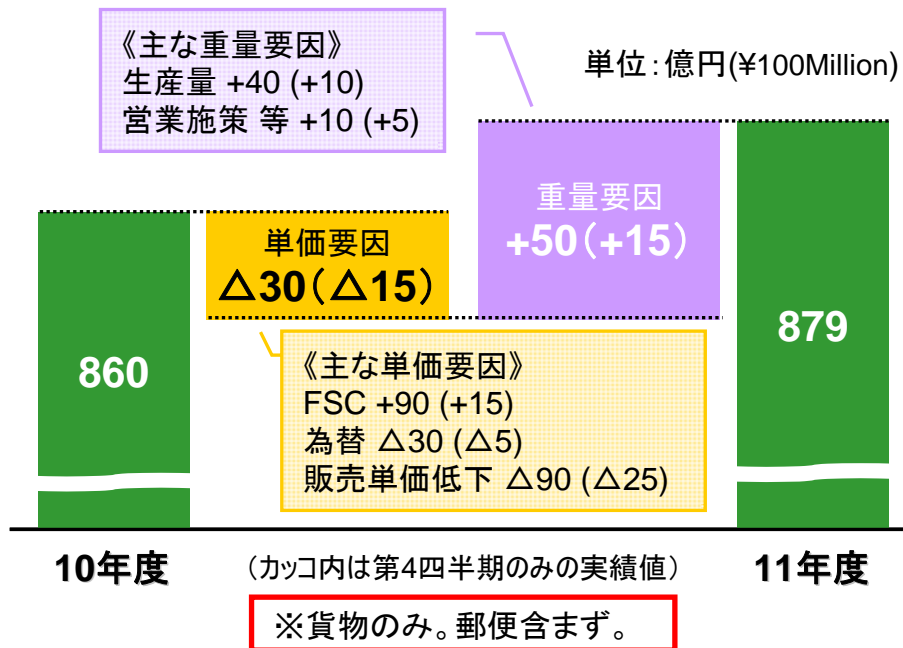 《主な重量要因》
生産量 +40 (+10)
営業施策 等 +10 (+5)
単位:億円(¥100Million)
重量要因
+50(+15)
単価要因
△30(△15)
860
879
《主な単価要因》
FSC +90 (+15)
為替 △30 (△5)
販売単価低下 △90 (△25)
10年度
(カッコ内は第4四半期のみの実績値)
11年度
※貨物のみ。郵便含まず。